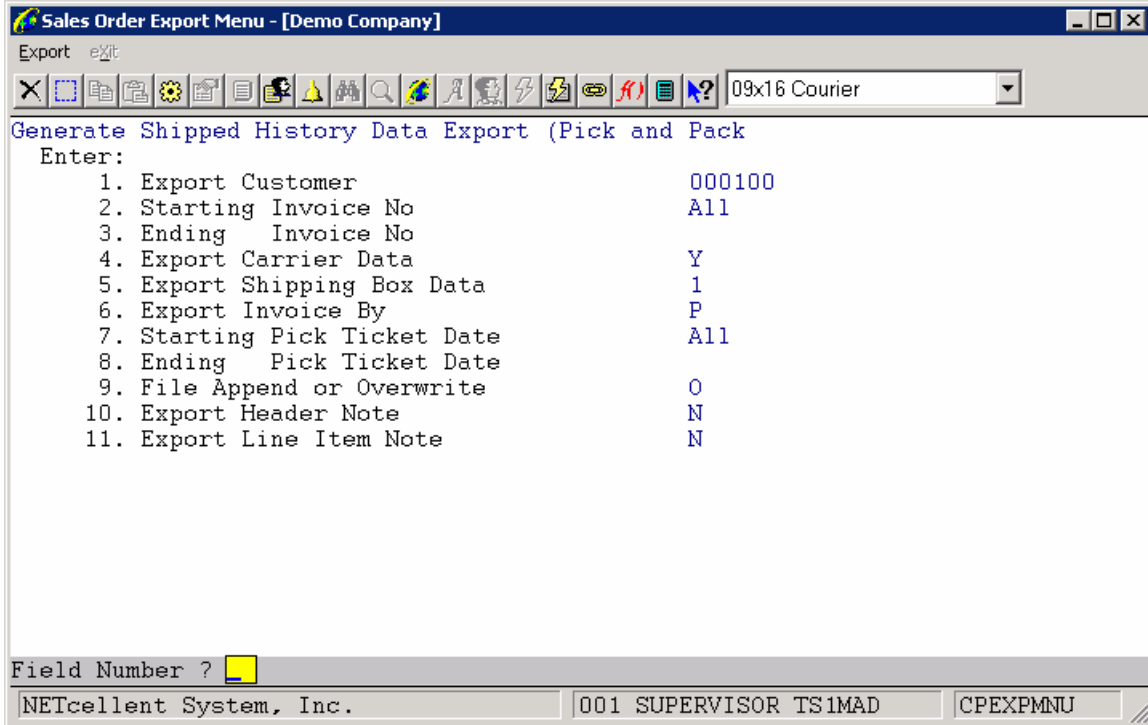 Sales Order Export Menu - [Demo Company]
Export eXit
09x16 Courier
Generate Shipped History Data Export (Pick and Pack
Enter:
1. Export Customer 000100
2. Starting Invoice No All
3. Ending Invoice No
4. Export Carrier Data Y
5. Export Shipping Box Data 1
6. Export Invoice By P
7. Starting Pick Ticket Date All
8. Ending Pick Ticket Date
9. File Append or Overwrite O
10. Export Header Note N
11. Export Line Item Note N
Field Number ?
NETcellent System, Inc. 001 SUPERVISOR TS1MAD CPEXPMNU